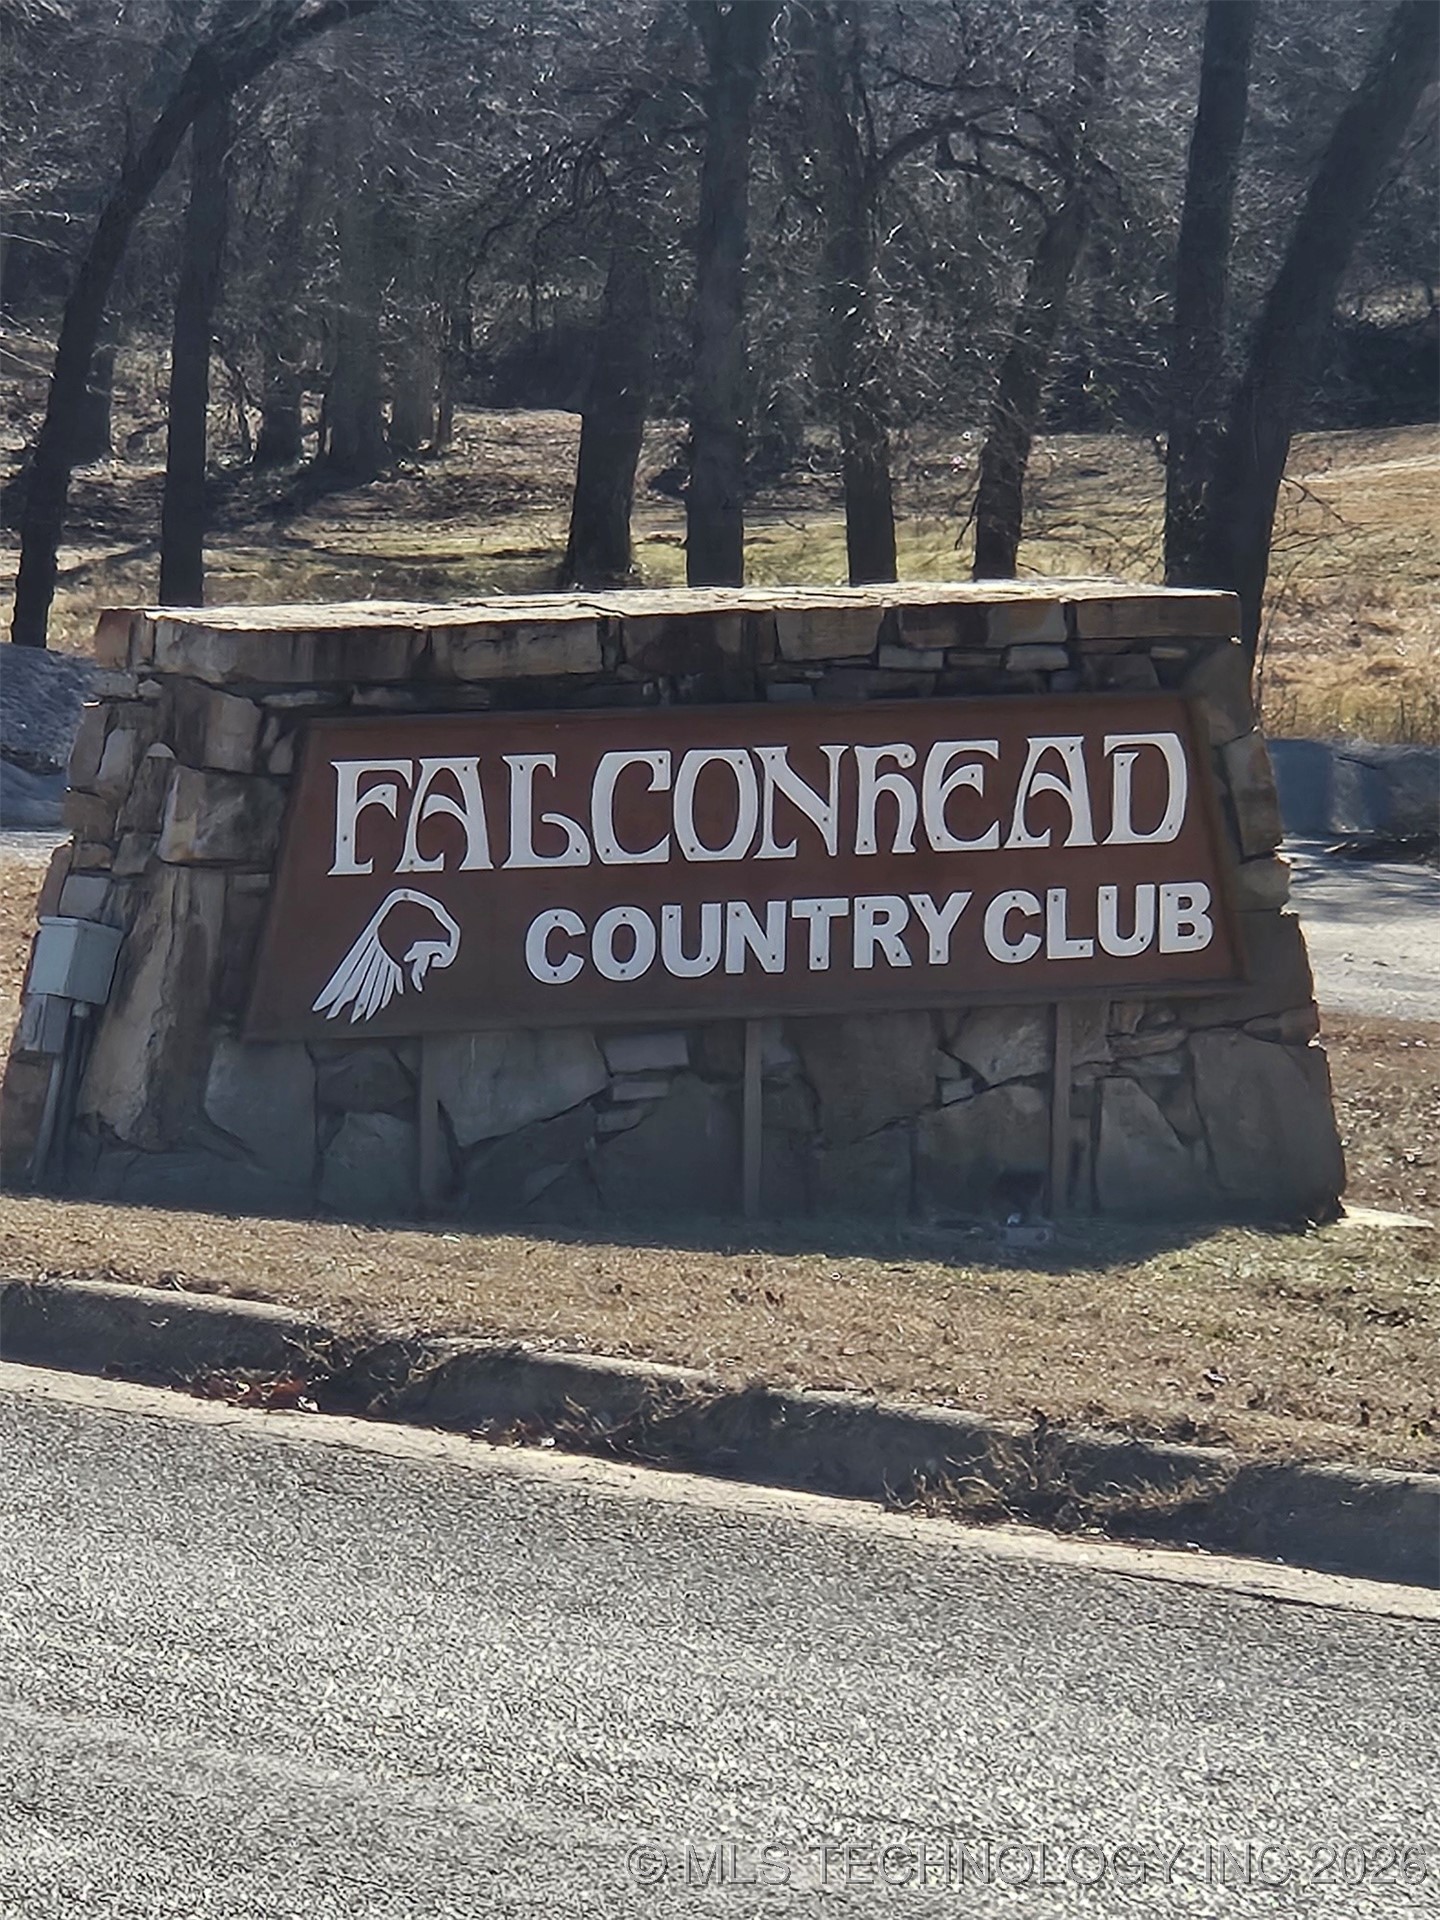 FALCONhEAD
COUNTRY CLUB
© MLS TECHNOLOGY INC 2026